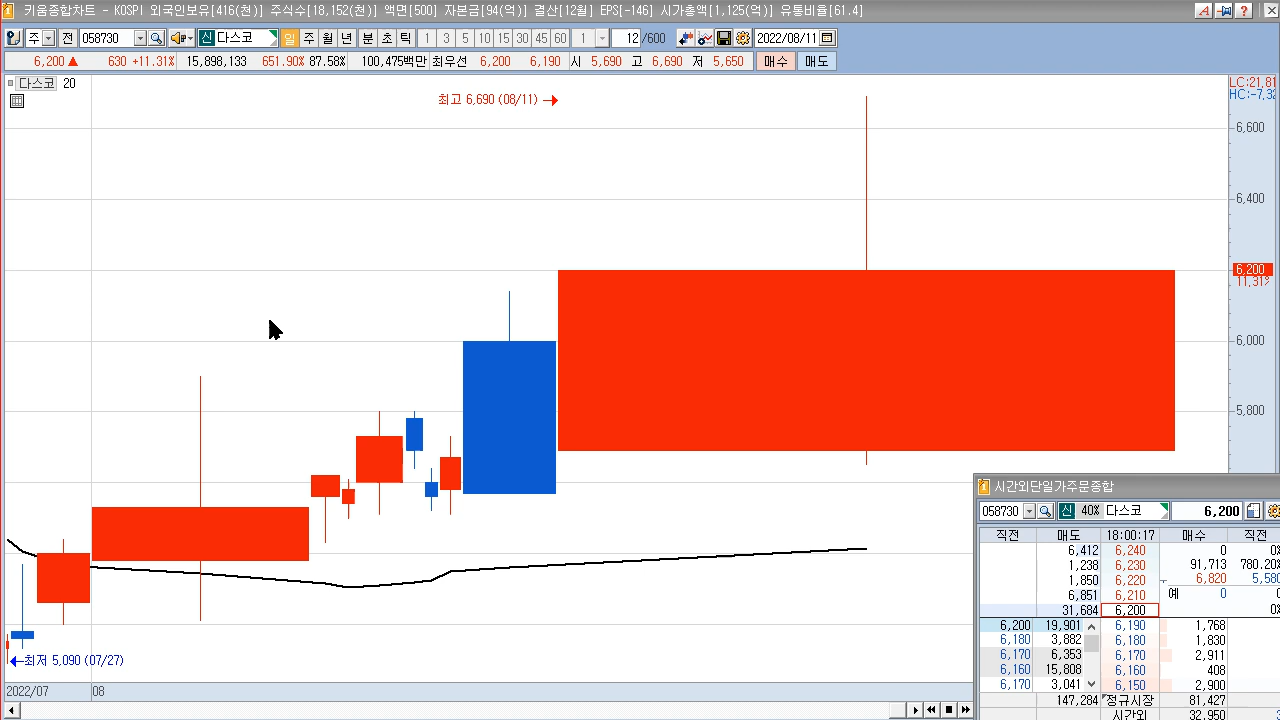 키움종합차트 - KOSPI 외국인보유[416(천)] 주식수[18,152(천)] 액면[500] 자본금[94(억)] 결산[12월] EPS[-146] 시가총액[1,125(억)] 유통비율[61.4]
주 전 058730 신 다스코 일 주 월 년 분 초 틱 1 3 5 10 15 30 45 60 1 12 /600 2022/08/11
6,200▲ 630 +11.31% 15,898,133 651.90% 87.58% 100,475백만 최우선 6,200 6,190 시 5,690 고 6,690 저 5,650 매수 매도
다스코 20
LC:21,81
HC:-7,32
최고 6,690 (08/11) →
6,600
6,400
6,200
11,31%
6,000
5,800
←최저 5,090 (07/27)
2022/07 08
시간외단일가주문종합
058730 신 40% 다스코 6,200
직전 매도 18:00:17 매수 직전
6,412 6,240 0
1,238 6,230 91,713 780.20%
1,850 6,220 6,820 5,580
6,851 6,210 예 0
31,684 6,200
6,200 19,901 6,190 1,768
6,180 3,882 6,180 1,830
6,170 6,353 6,170 2,911
6,160 15,808 6,160 408
6,170 3,041 6,150 2,900
147,284 정규시장 81,427
시간외 32,960